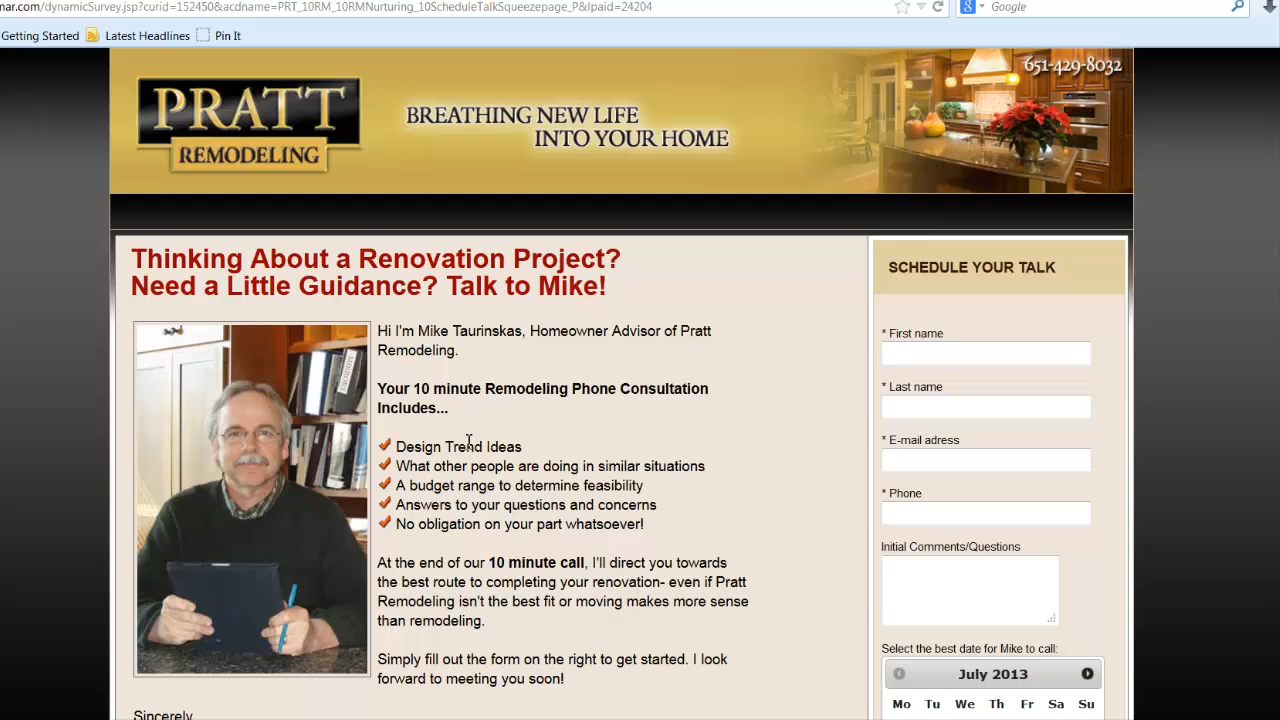 mar.com/dynamicSurvey.jsp?curid=152450&acdname=PRT_10RM_10RMNurturing_10ScheduleTalkSqueezepage_P&lpaid=24204
Google
Getting Started Latest Headlines Pin It
651-429-8032
PRATT
REMODELING
BREATHING NEW LIFE
INTO YOUR HOME
Thinking About a Renovation Project?
Need a Little Guidance? Talk to Mike!
Hi I'm Mike Taurinskas, Homeowner Advisor of Pratt
Remodeling.
Your 10 minute Remodeling Phone Consultation
Includes...
Design Trend Ideas
What other people are doing in similar situations
A budget range to determine feasibility
Answers to your questions and concerns
No obligation on your part whatsoever!
At the end of our 10 minute call, I'll direct you towards
the best route to completing your renovation- even if Pratt
Remodeling isn't the best fit or moving makes more sense
than remodeling.
Simply fill out the form on the right to get started. I look
forward to meeting you soon!
Sincerely
SCHEDULE YOUR TALK
* First name
* Last name
* E-mail adress
* Phone
Initial Comments/Questions
Select the best date for Mike to call:
July 2013
Mo Tu We Th Fr Sa Su